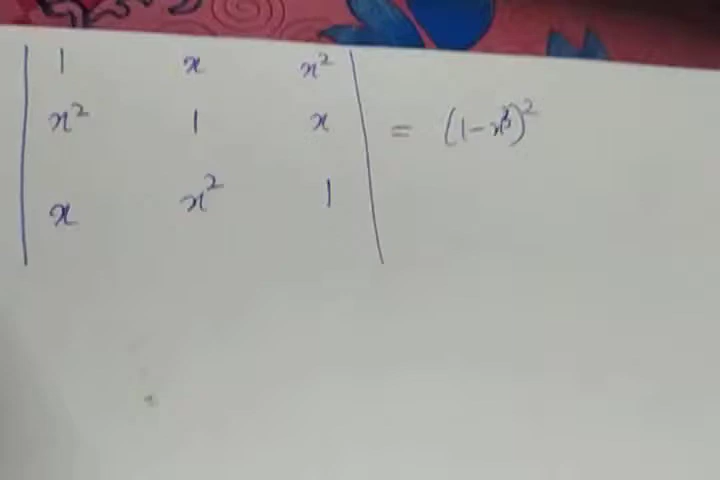 | 1 x x² |
| x² 1 x | = (1-x³)²
| x x² 1 |